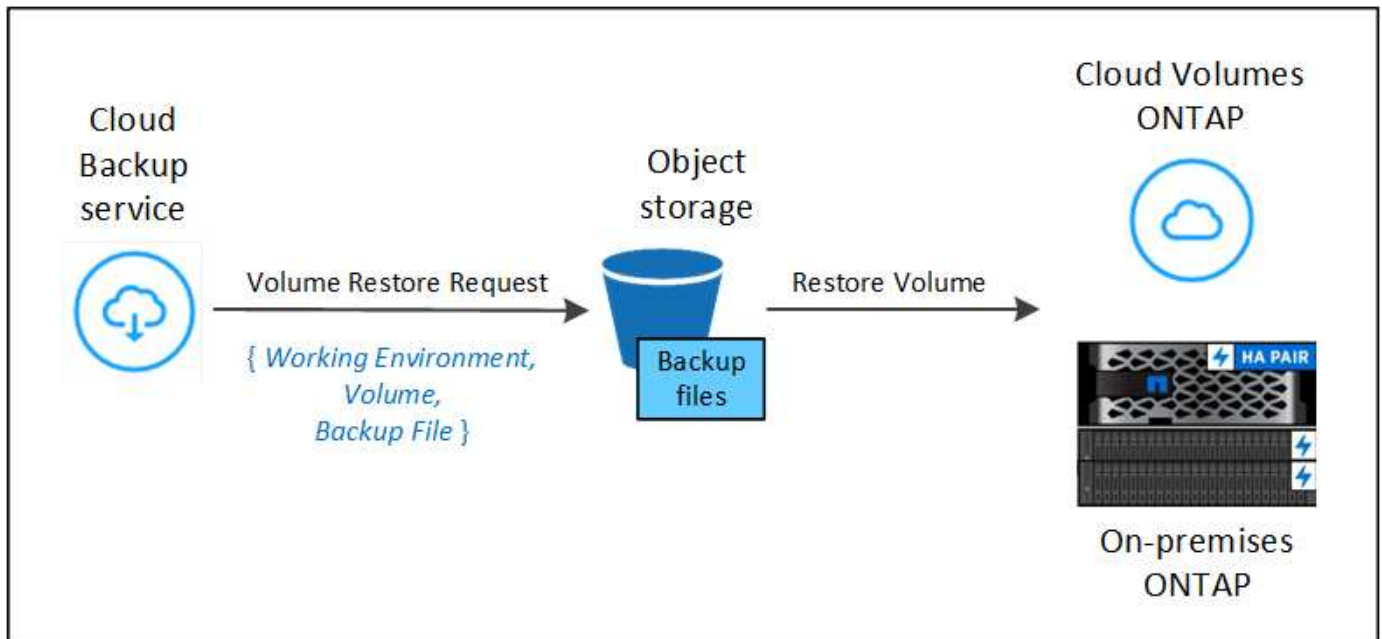 Cloud
Backup
service
Volume Restore Request
{ Working Environment,
Volume,
Backup File }
Object
storage
Backup
files
Restore Volume
Cloud Volumes
ONTAP
HA PAIR
On-premises
ONTAP